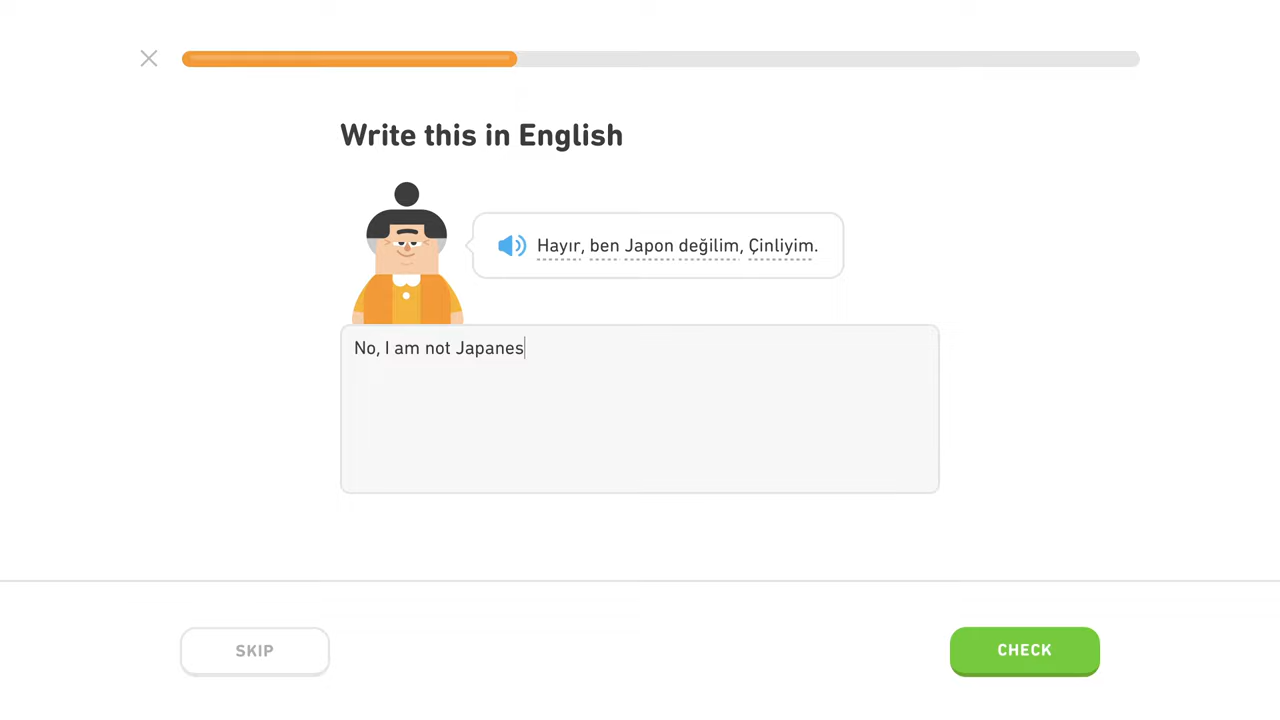 Write this in English
Hayır, ben Japon değilim, Çinliyim.
No, I am not Japanes
SKIP
CHECK